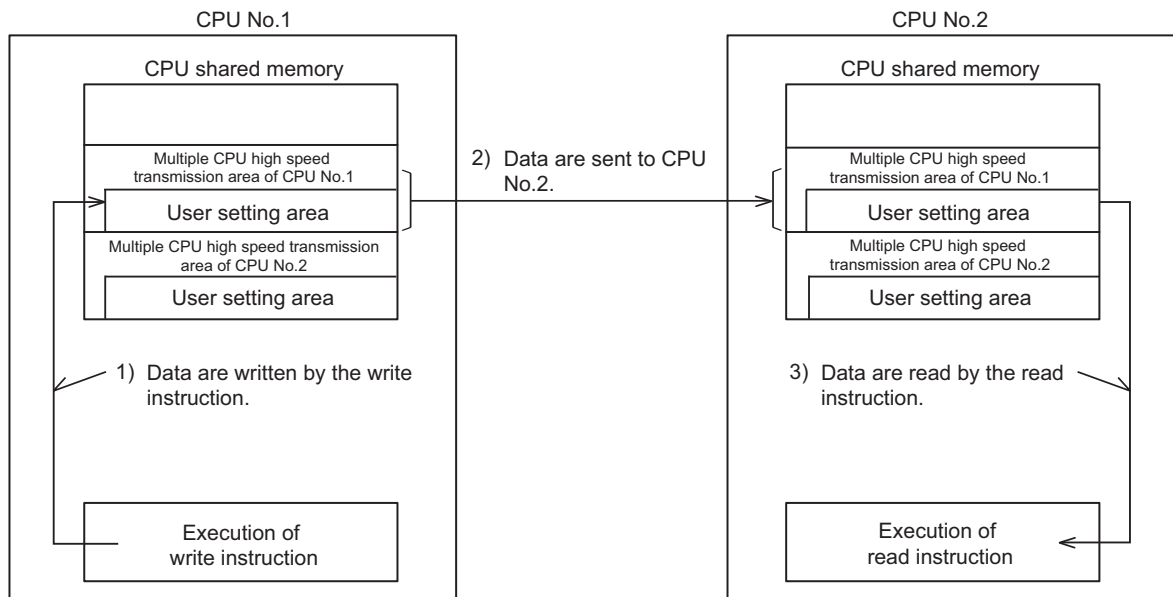 CPU No.1
CPU shared memory
Multiple CPU high speed
transmission area of CPU No.1
User setting area
Multiple CPU high speed transmission
area of CPU No.2
User setting area
1) Data are written by the write
instruction.
Execution of
write instruction
2) Data are sent to CPU
No.2.
CPU No.2
CPU shared memory
Multiple CPU high speed
transmission area of CPU No.1
User setting area
Multiple CPU high speed
transmission area of CPU No.2
User setting area
3) Data are read by the read
instruction.
Execution of
read instruction